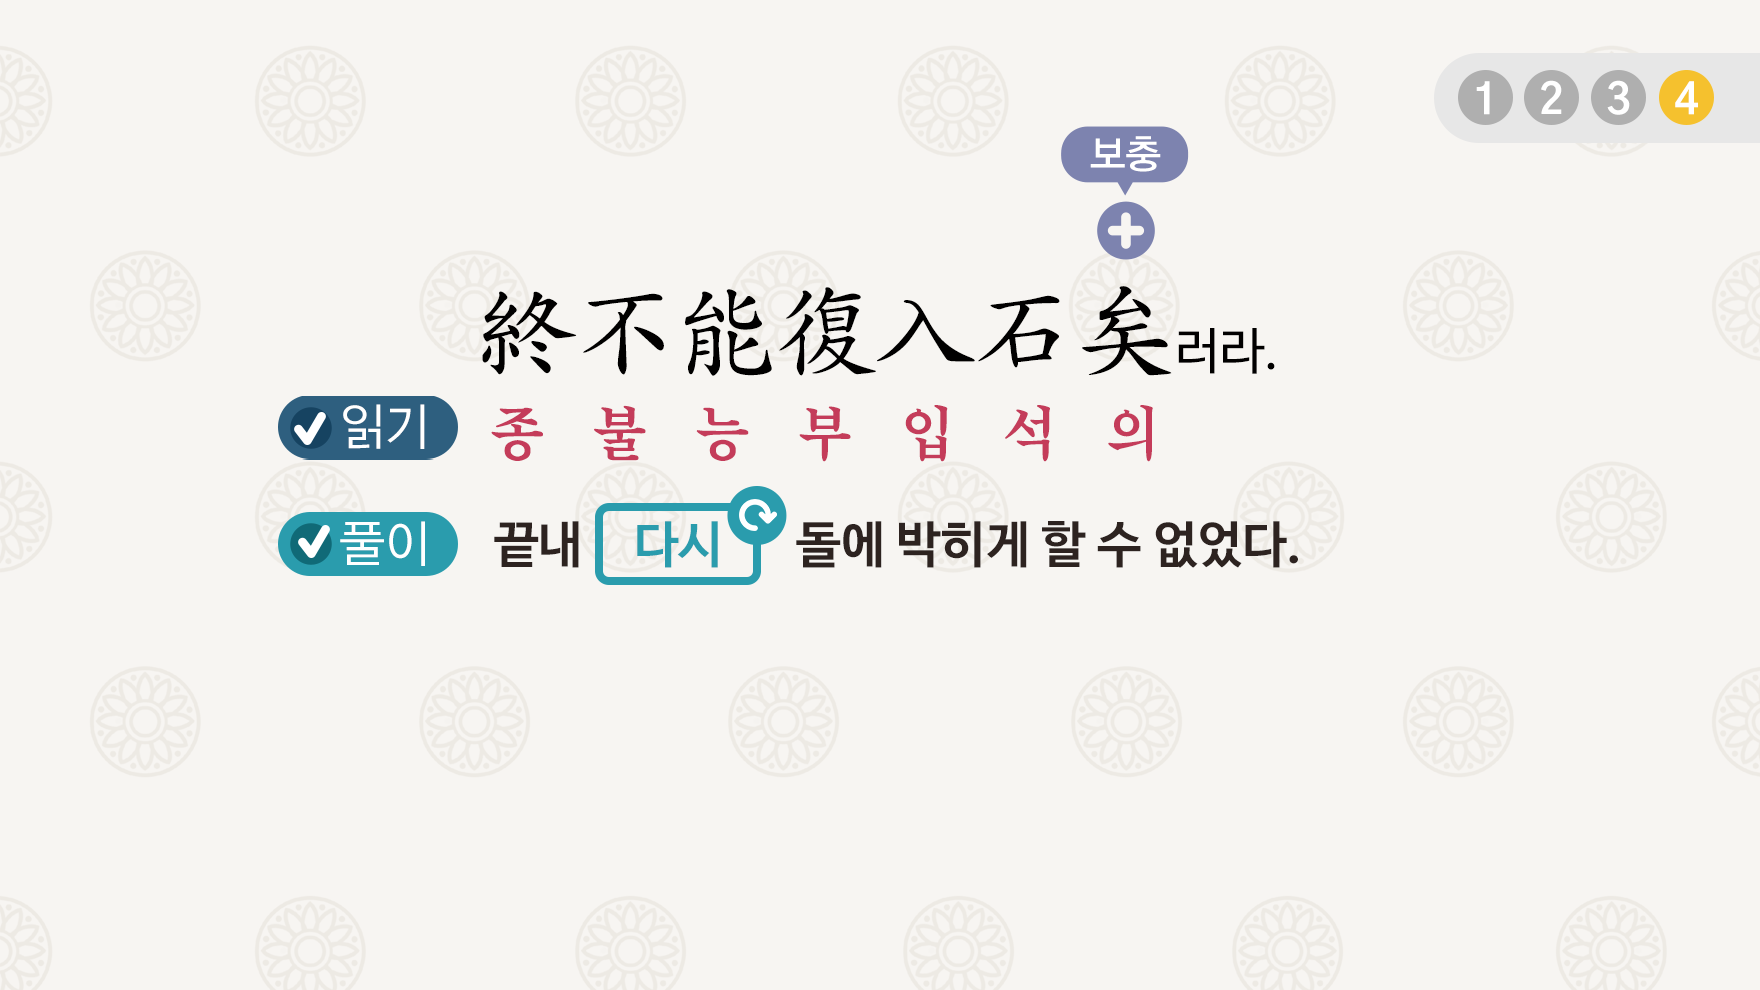 1 2 3 4
보충
終不能復入石矣러라.
읽기 종 불 능 부 입 석 의
풀이 끝내 다시 돌에 박히게 할 수 없었다.